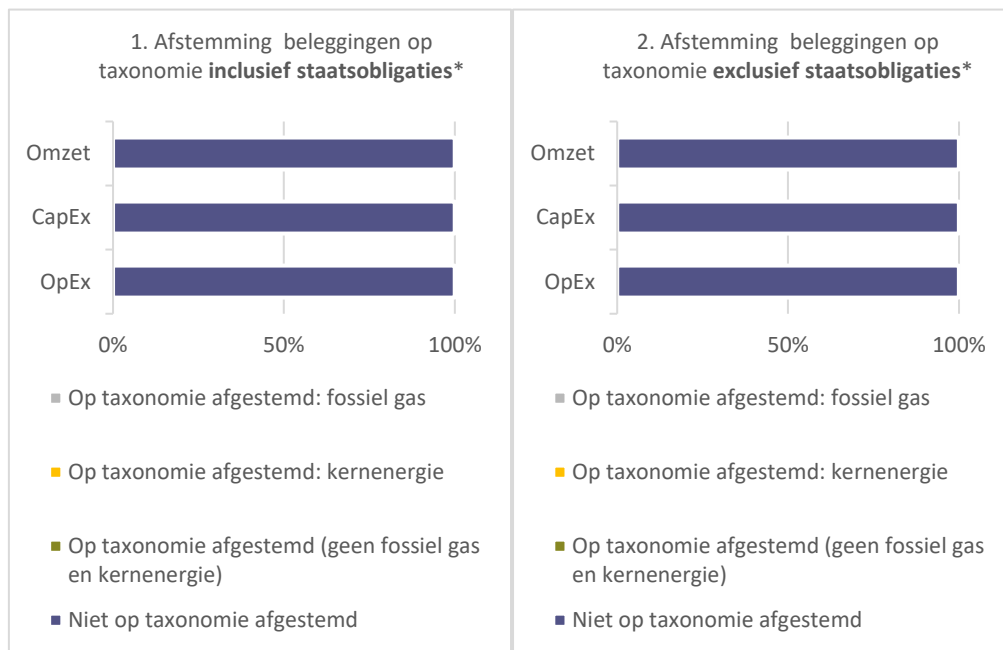 1. Afstemming beleggingen op
taxonomie inclusief staatsobligaties*
Omzet
CapEx
OpEx
0%
50%
100%
Op taxonomie afgestemd: fossiel gas
Op taxonomie afgestemd: kernenergie
Op taxonomie afgestemd (geen fossiel gas
en kernenergie)
Niet op taxonomie afgestemd
2. Afstemming beleggingen op
taxonomie exclusief staatsobligaties*
Omzet
CapEx
OpEx
0%
50%
100%
Op taxonomie afgestemd: fossiel gas
Op taxonomie afgestemd: kernenergie
Op taxonomie afgestemd (geen fossiel gas
en kernenergie)
Niet op taxonomie afgestemd